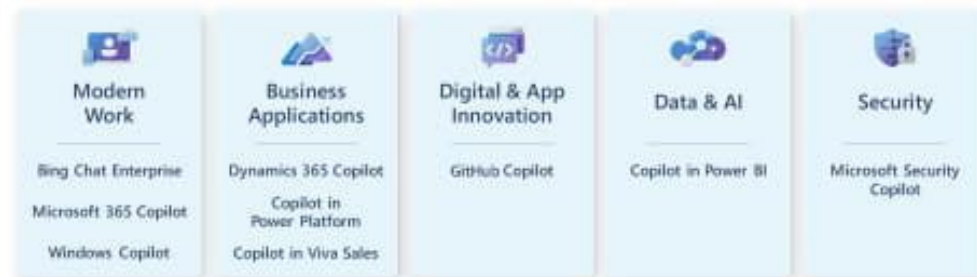 Modern
Work
Bing Chat Enterprise
Microsoft 365 Copilot
Windows Copilot
Business
Applications
Dynamics 365 Copilot
Copilot in
Power Platform
Copilot in Viva Sales
Digital & App
Innovation
GitHub Copilot
Data & AI
Copilot in Power BI
Security
Microsoft Security
Copilot